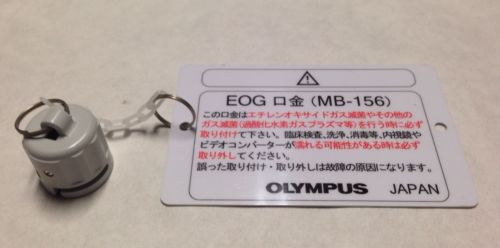 EOG 口金 (MB-156)
この口金はエチレンオキサイドガス滅菌やその他の
ガス滅菌(過酸化水素ガスプラズマ等)を行う時に必ず
取り付けて下さい。臨床検査、洗浄、消毒等、内視鏡や
ビデオコンバーターが濡れる可能性がある時は必ず
取り外してください。
誤った取り付け・取り外しは故障の原因になります。
OLYMPUS JAPAN